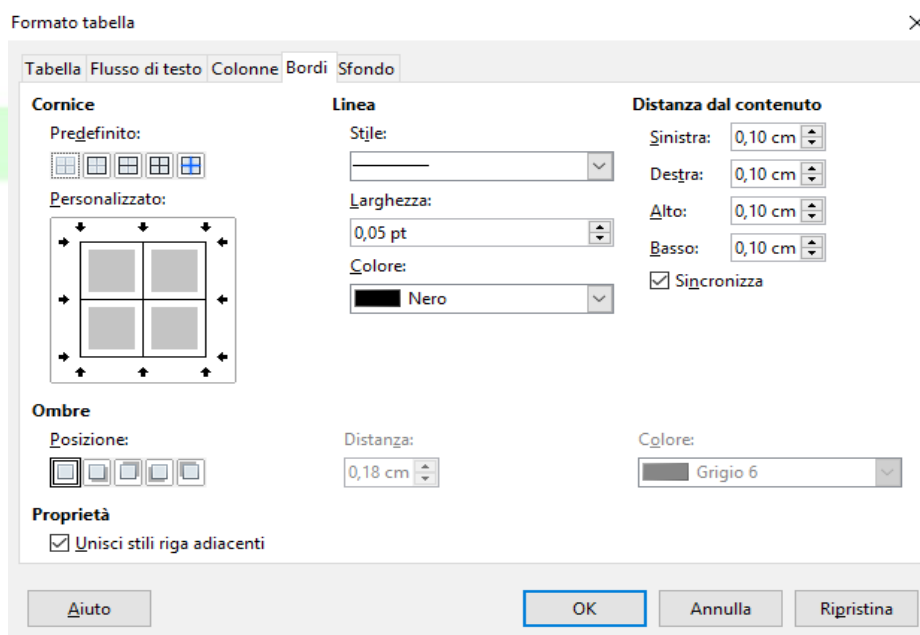 Formato tabella
Tabella Flusso di testo Colonne Bordi Sfondo
Cornice
Predefinito:
Personalizzato:
Linea
Stile:
Larghezza:
0,05 pt
Colore:
Nero
Distanza dal contenuto
Sinistra: 0,10 cm
Destra: 0,10 cm
Alto: 0,10 cm
Basso: 0,10 cm
Sincronizza
Ombre
Posizione:
Distanza:
0,18 cm
Colore:
Grigio 6
Proprietà
Unisci stili riga adiacenti
Aiuto OK Annulla Ripristina